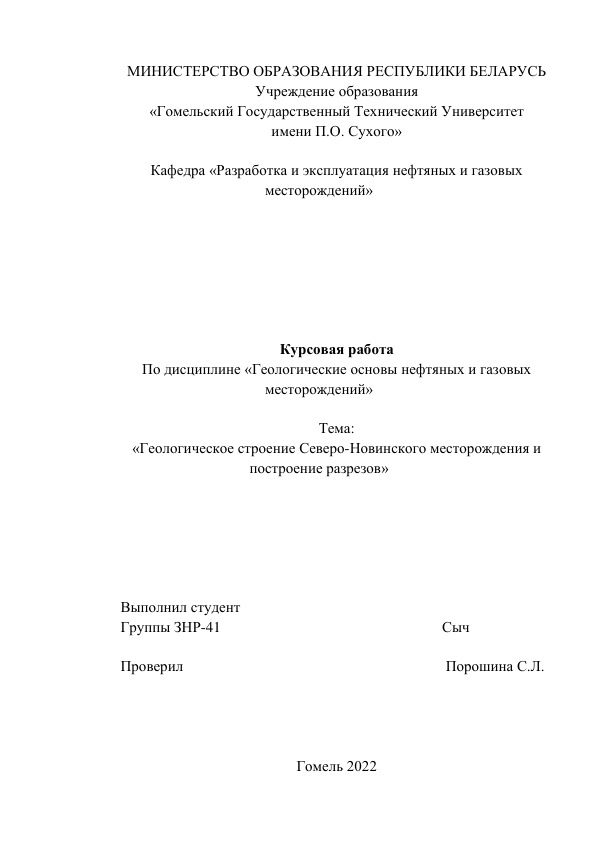 МИНИСТЕРСТВО ОБРАЗОВАНИЯ РЕСПУБЛИКИ БЕЛАРУСЬ
Учреждение образования
«Гомельский Государственный Технический Университет
имени П.О. Сухого»
Кафедра «Разработка и эксплуатация нефтяных и газовых
месторождений»
Курсовая работа
По дисциплине «Геологические основы нефтяных и газовых
месторождений»
Тема:
«Геологическое строение Северо-Новинского месторождения и
построение разрезов»
Выполнил студент
Группы ЗНР-41 Сыч
Проверил Порошина С.Л.
Гомель 2022